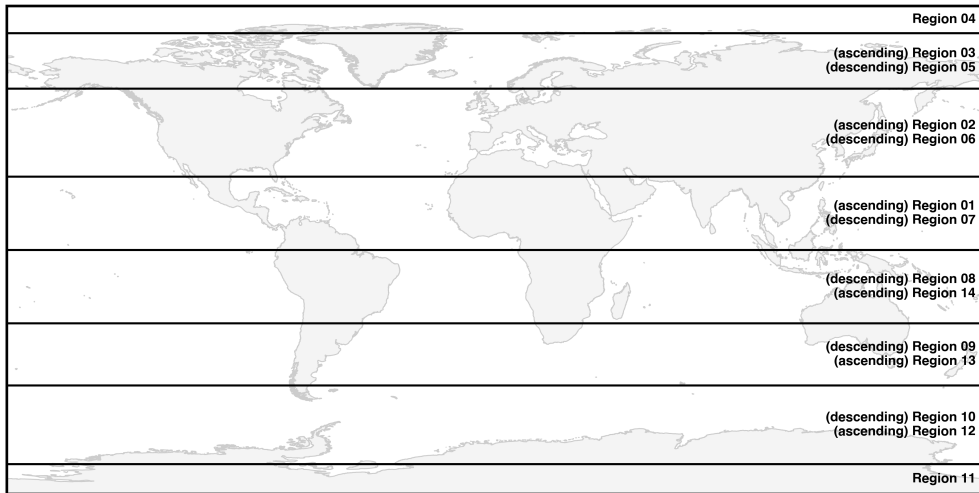 Region 04
(ascending) Region 03
(descending) Region 05
(ascending) Region 02
(descending) Region 06
(ascending) Region 01
(descending) Region 07
(descending) Region 08
(ascending) Region 14
(descending) Region 09
(ascending) Region 13
(descending) Region 10
(ascending) Region 12
Region 11